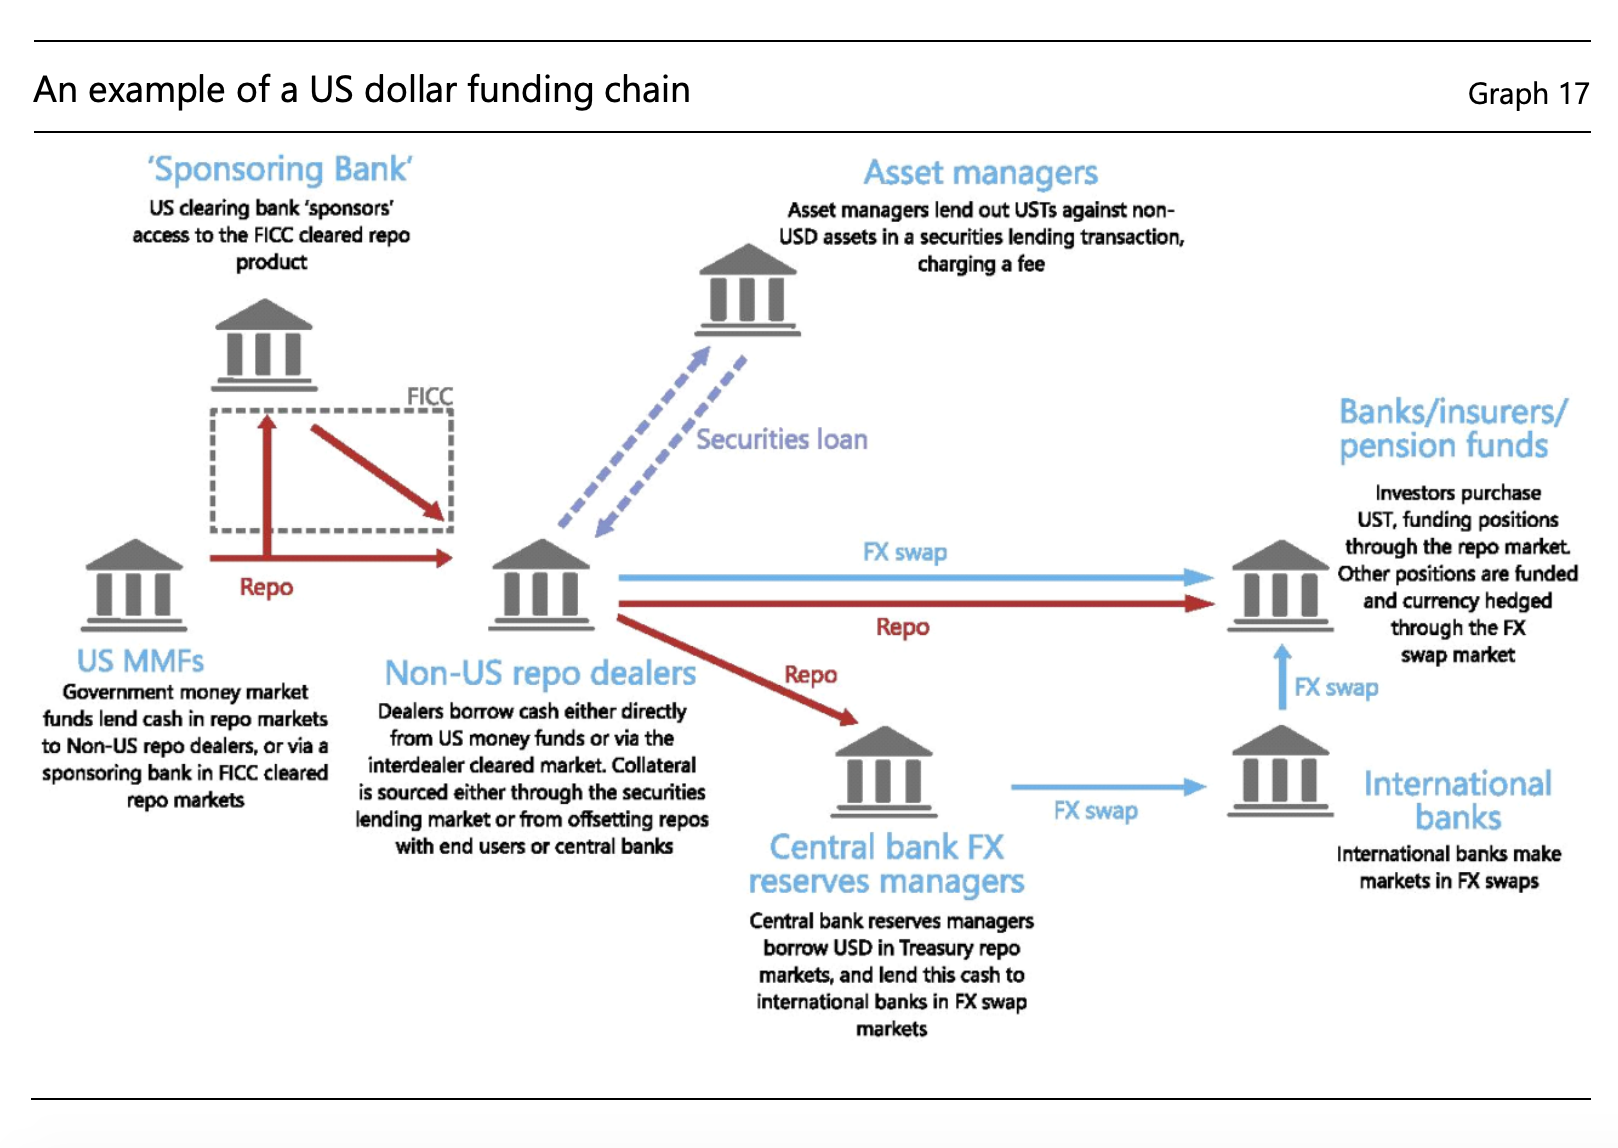 An example of a US dollar funding chain
Graph 17
‘Sponsoring Bank’
US clearing bank ‘sponsors’
access to the FICC cleared repo
product
Asset managers
Asset managers lend out USTs against non-
USD assets in a securities lending transaction,
charging a fee
FICC
Securities loan
Banks/insurers/
pension funds
Investors purchase
UST, funding positions
through the repo market.
Other positions are funded
and currency hedged
through the FX
swap market
FX swap
Repo
Repo
US MMFs
Government money market
funds lend cash in repo markets
to Non-US repo dealers, or via a
sponsoring bank in FICC cleared
repo markets
Non-US repo dealers
Dealers borrow cash either directly
from US money funds or via the
interdealer cleared market. Collateral
is sourced either through the securities
lending market or from offsetting repos
with end users or central banks
Repo
FX swap
FX swap
Central bank FX
reserves managers
Central bank reserves managers
borrow USD in Treasury repo
markets, and lend this cash to
international banks in FX swap
markets
International
banks
International banks make
markets in FX swaps